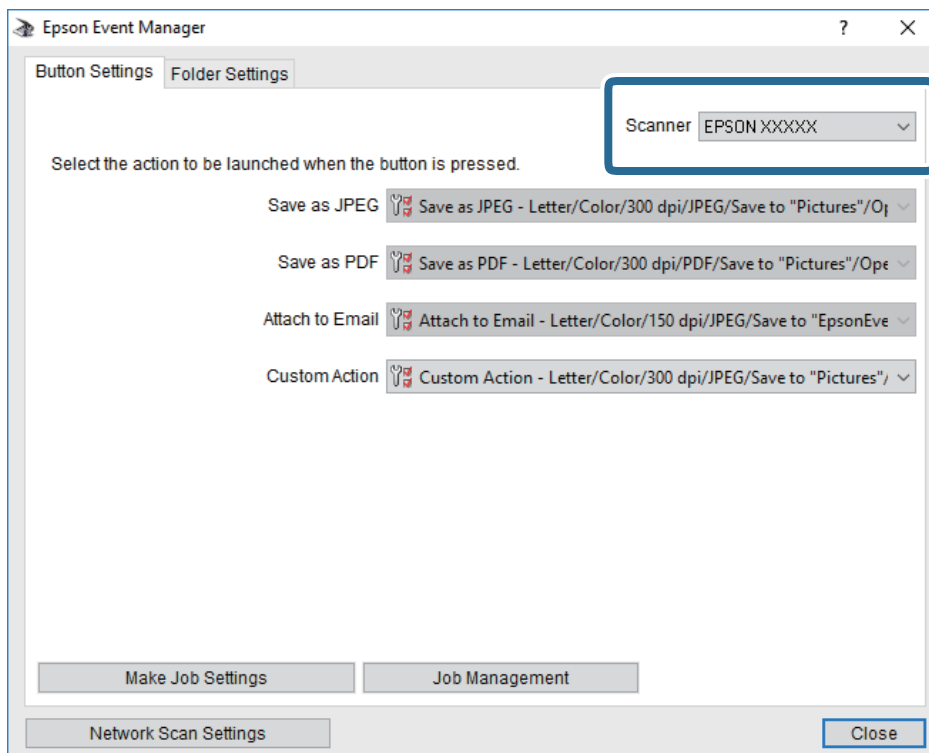 Epson Event Manager ?
Button Settings Folder Settings
Scanner EPSON XXXXX
Select the action to be launched when the button is pressed.
Save as JPEG Save as JPEG - Letter/Color/300 dpi/JPEG/Save to "Pictures"/Op
Save as PDF Save as PDF - Letter/Color/300 dpi/PDF/Save to "Pictures"/Ope
Attach to Email Attach to Email - Letter/Color/150 dpi/JPEG/Save to "EpsonEve
Custom Action Custom Action - Letter/Color/300 dpi/JPEG/Save to "Pictures"/
Make Job Settings Job Management
Network Scan Settings Close